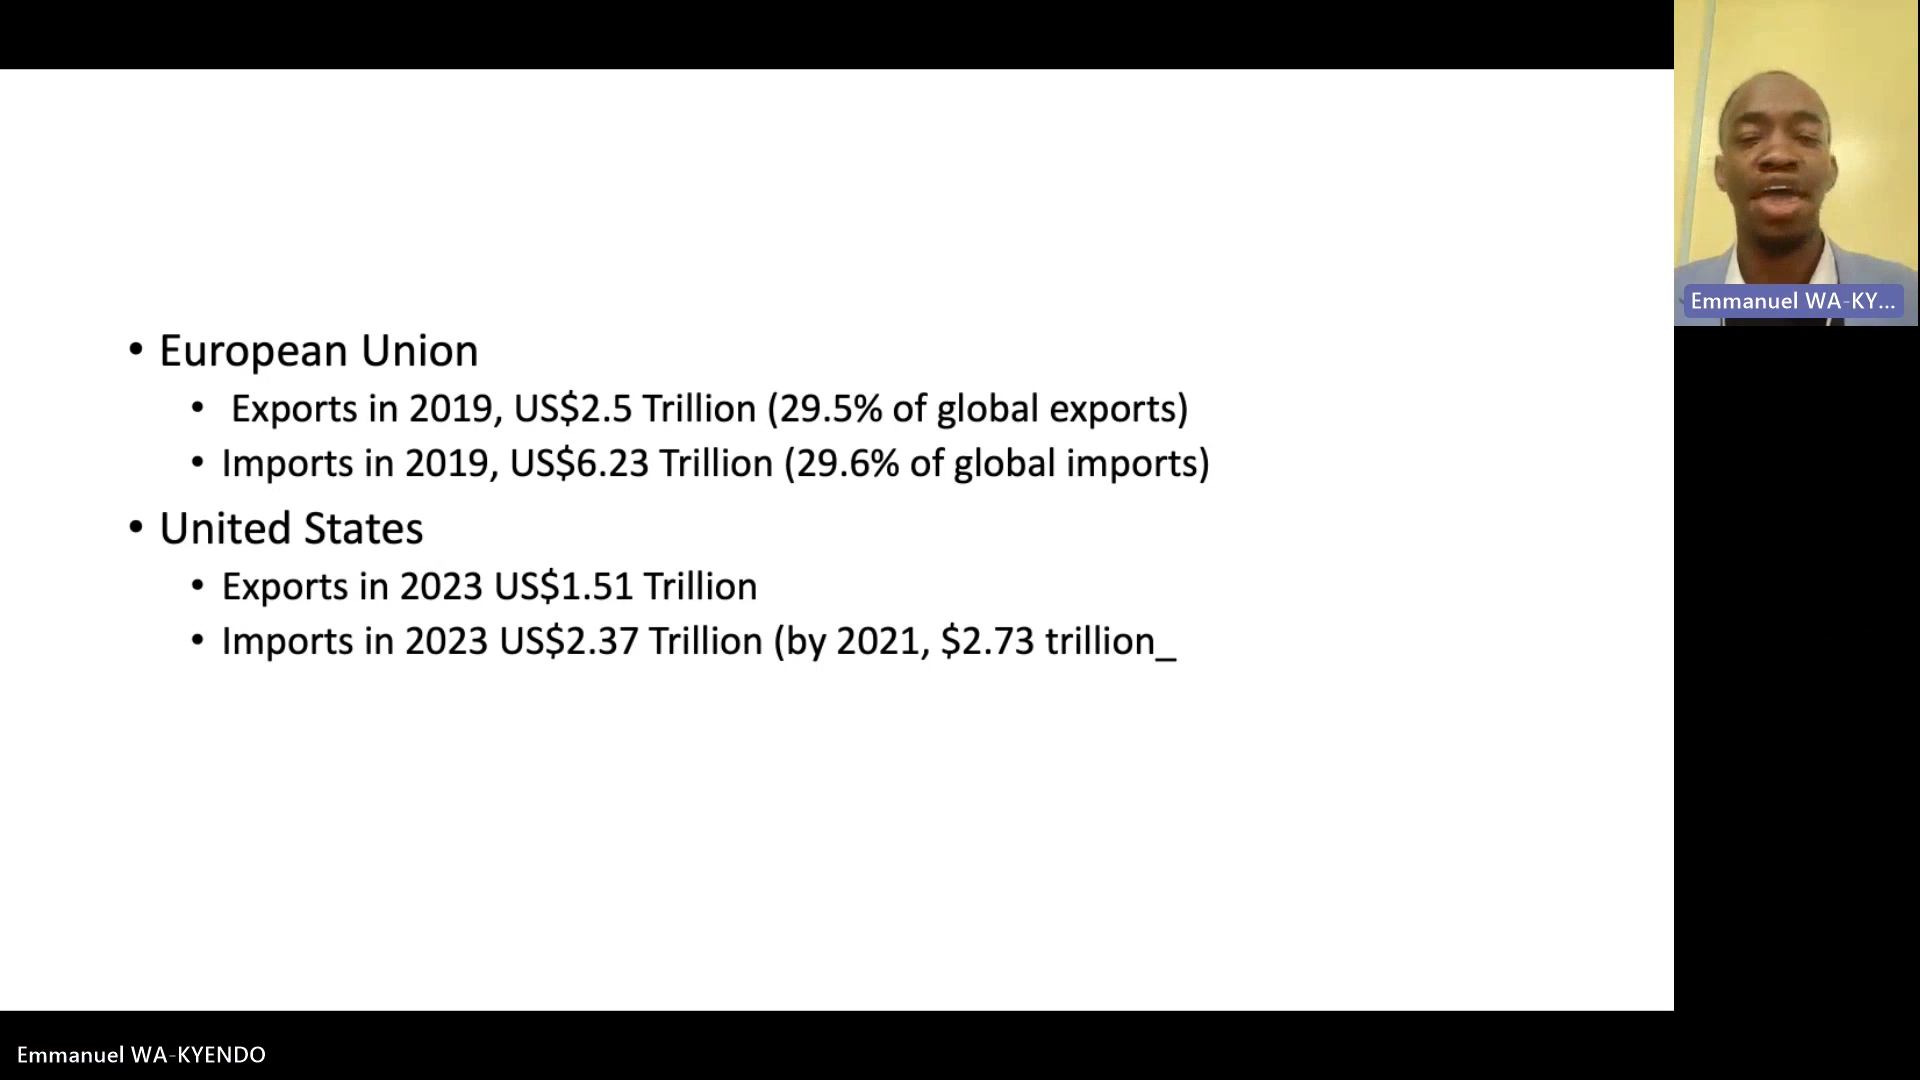 • European Union
• Exports in 2019, US$2.5 Trillion (29.5% of global exports)
• Imports in 2019, US$6.23 Trillion (29.6% of global imports)
• United States
• Exports in 2023 US$1.51 Trillion
• Imports in 2023 US$2.37 Trillion (by 2021, $2.73 trillion_
Emmanuel WA-KY...
Emmanuel WA-KYENDO